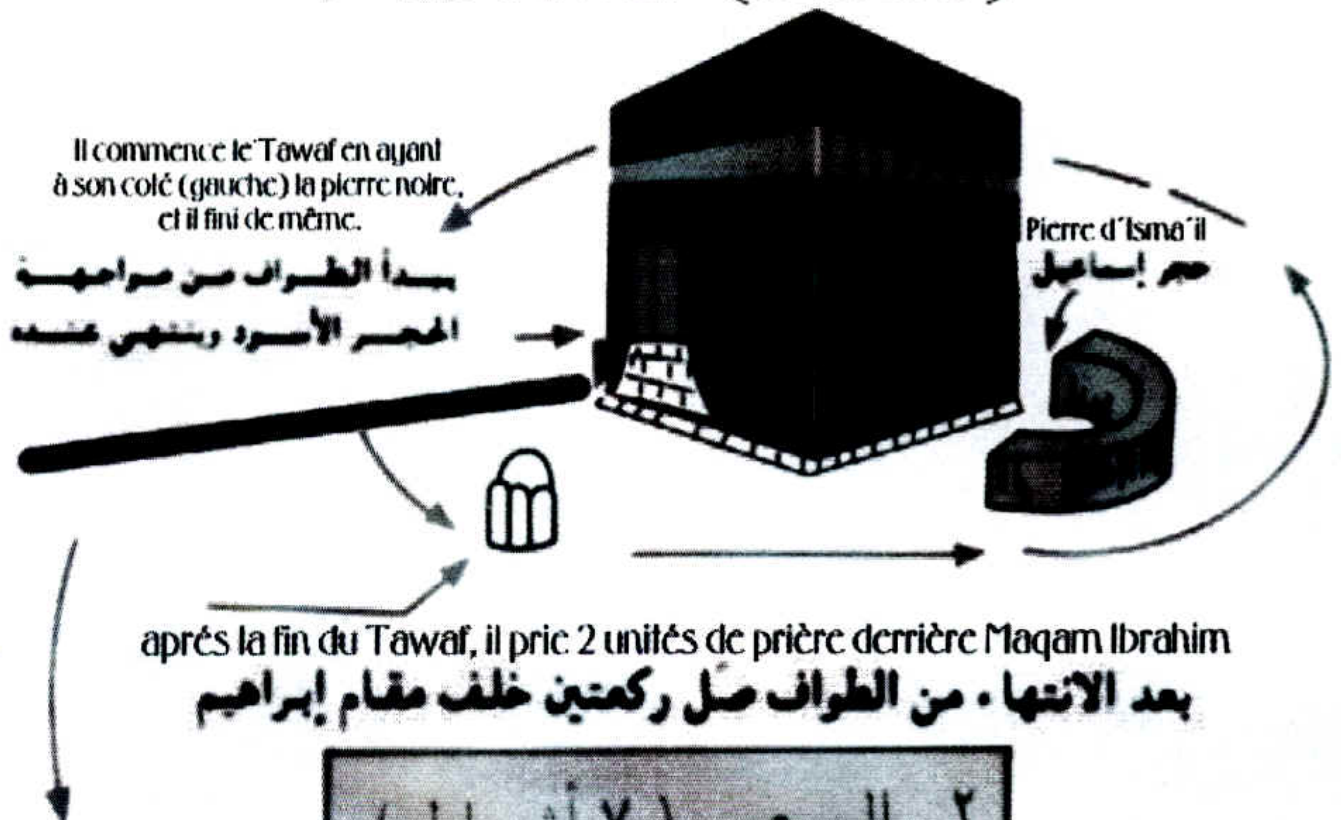 Il commence le Tawaf en ayant
à son colé (gauche) la pierre noire,
et il fini de même.
يبدأ الطواف من مواجهة
الحجر الأسود وينتهي عنده
Pierre d´Isma´il
حجر إسماعيل
aprés la fin du Tawaf, il prie 2 unités de prière derrière Maqam Ibrahim
بعد الانتهاء من الطواف صَل ركعتين خلف مقام إبراهيم